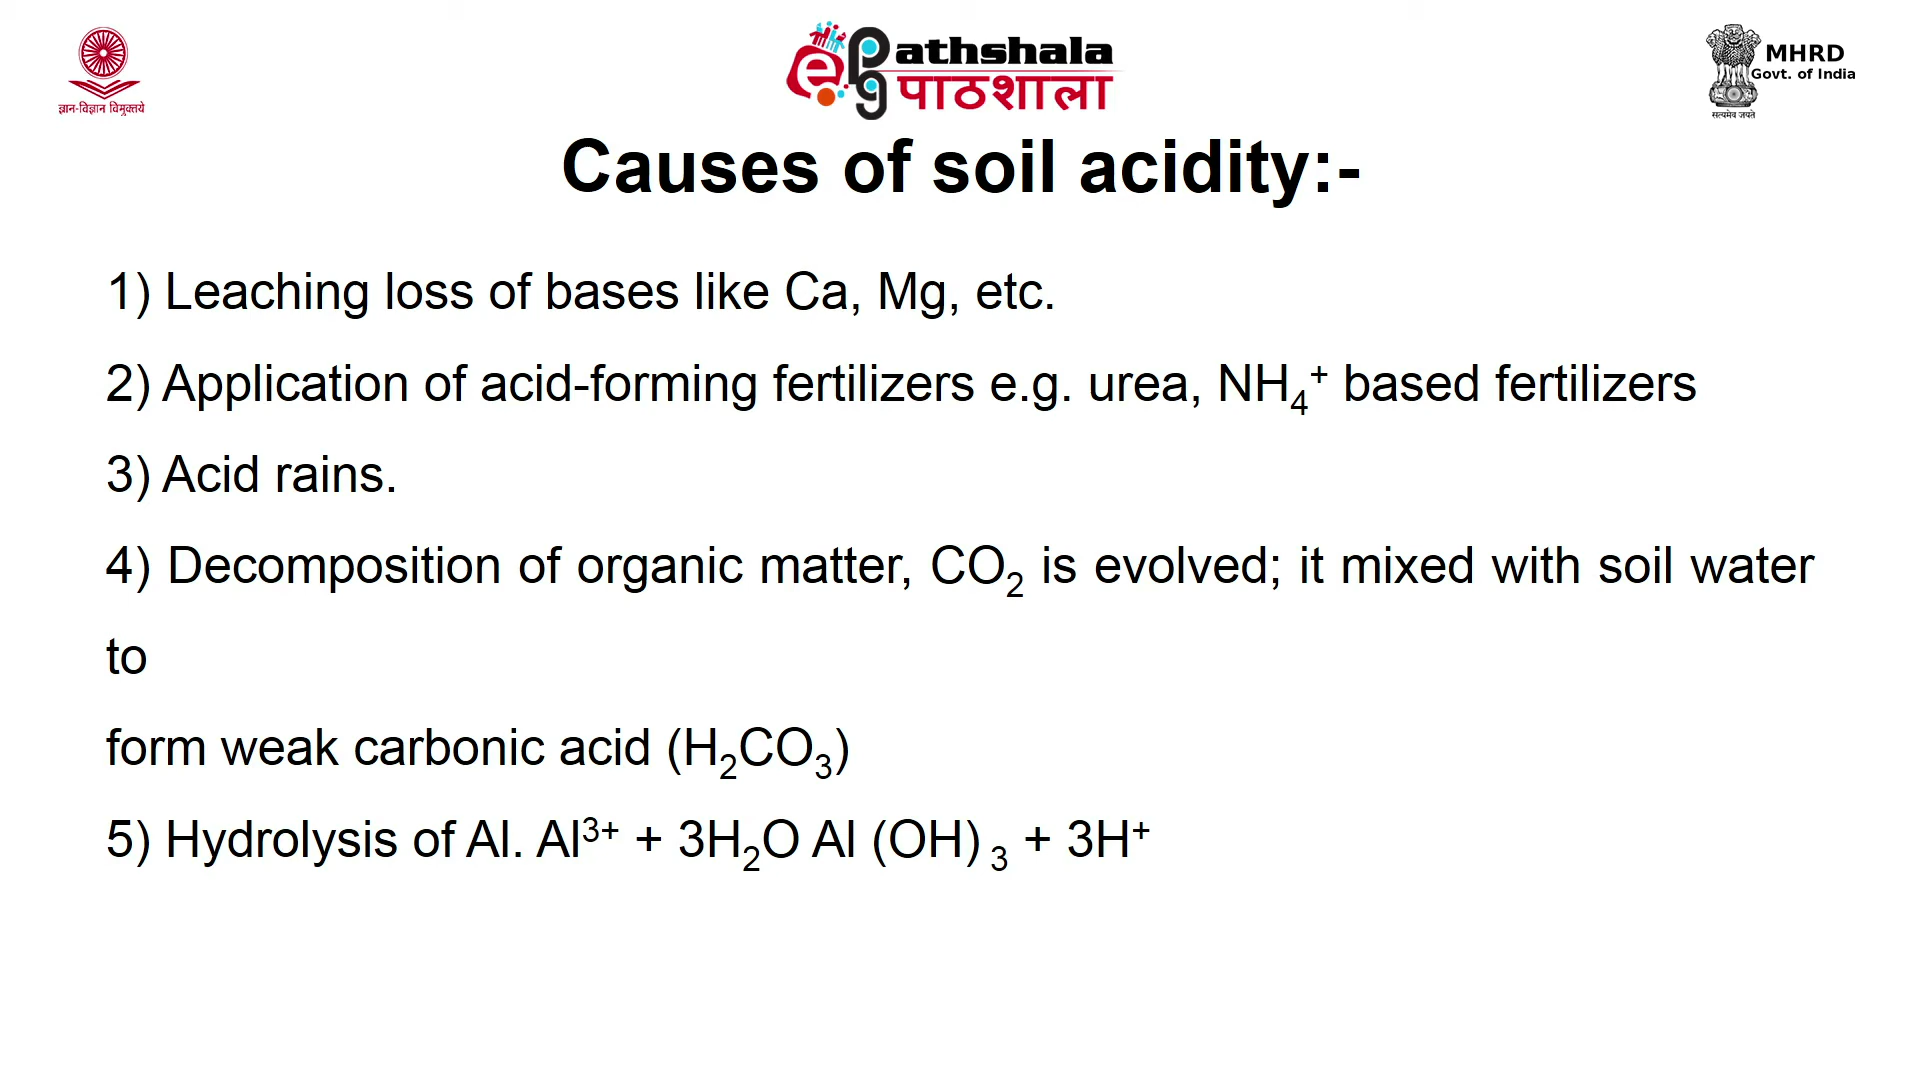 ज्ञान-विज्ञान विमुक्तये
ePathshala
पाठशाला
MHRD
Govt. of India
सत्यमेव जयते
Causes of soil acidity:-
1) Leaching loss of bases like Ca, Mg, etc.
2) Application of acid-forming fertilizers e.g. urea, NH₄⁺ based fertilizers
3) Acid rains.
4) Decomposition of organic matter, CO₂ is evolved; it mixed with soil water
to
form weak carbonic acid (H₂CO₃)
5) Hydrolysis of Al. Al³⁺ + 3H₂O Al (OH) ₃ + 3H⁺